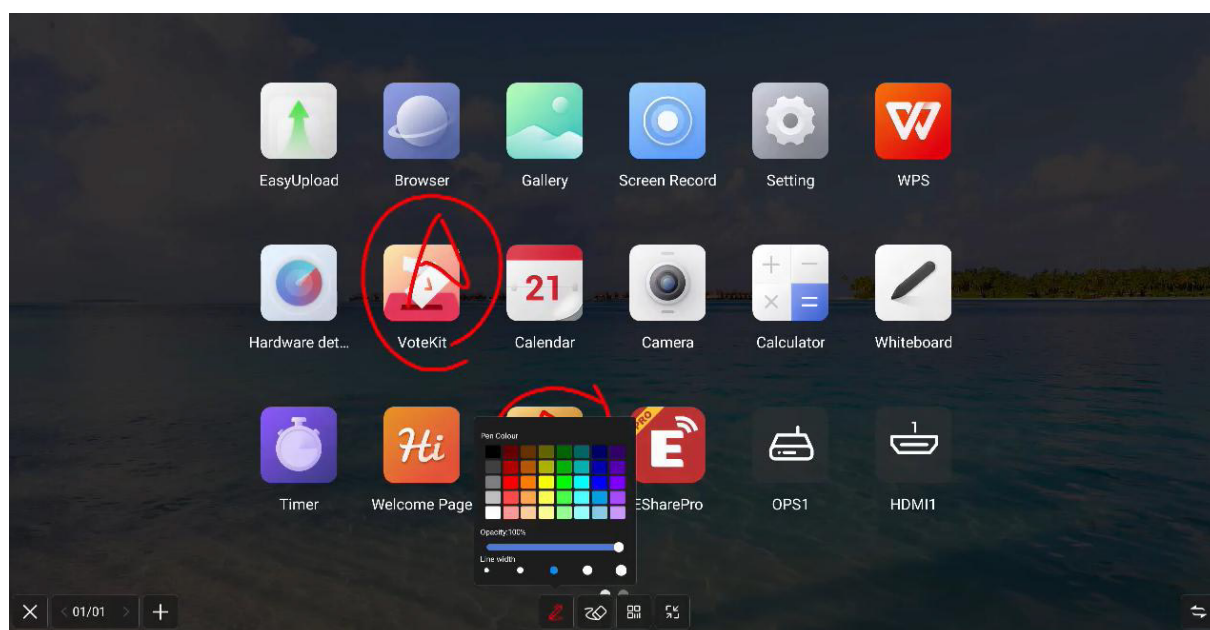 EasyUpload
Browser
Gallery
Screen Record
Setting
WPS
A
21
Hardware det...
VoteKit
Calendar
Camera
Calculator
Whiteboard
Hi
PRO
E
1
Timer
Welcome Page
ESharePro
OPS1
HDMI1
Pen Colour
Opacity:100%
Line width
01/01